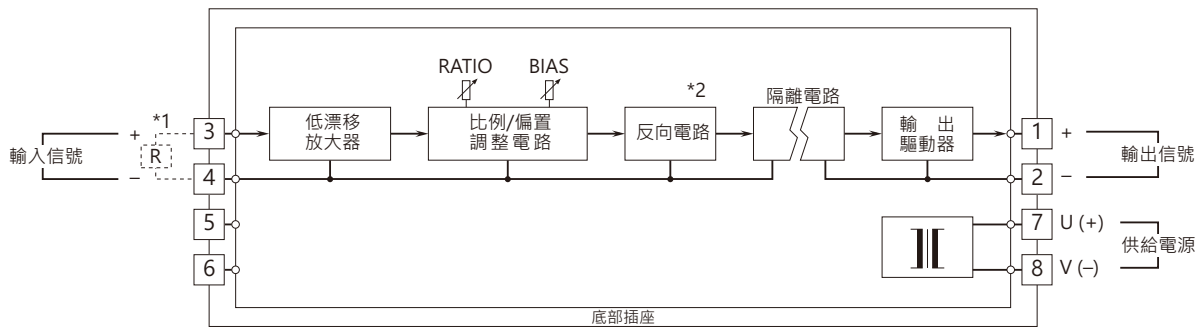 RATIO
BIAS
*2
*1
3
低漂移
放大器
比例/偏置
調整電路
反向電路
隔離電路
輸 出
驅動器
1
+
+
輸入信號
R
輸出信號
–
4
2
–
5
7
U (+)
供給電源
6
8
V (–)
底部插座